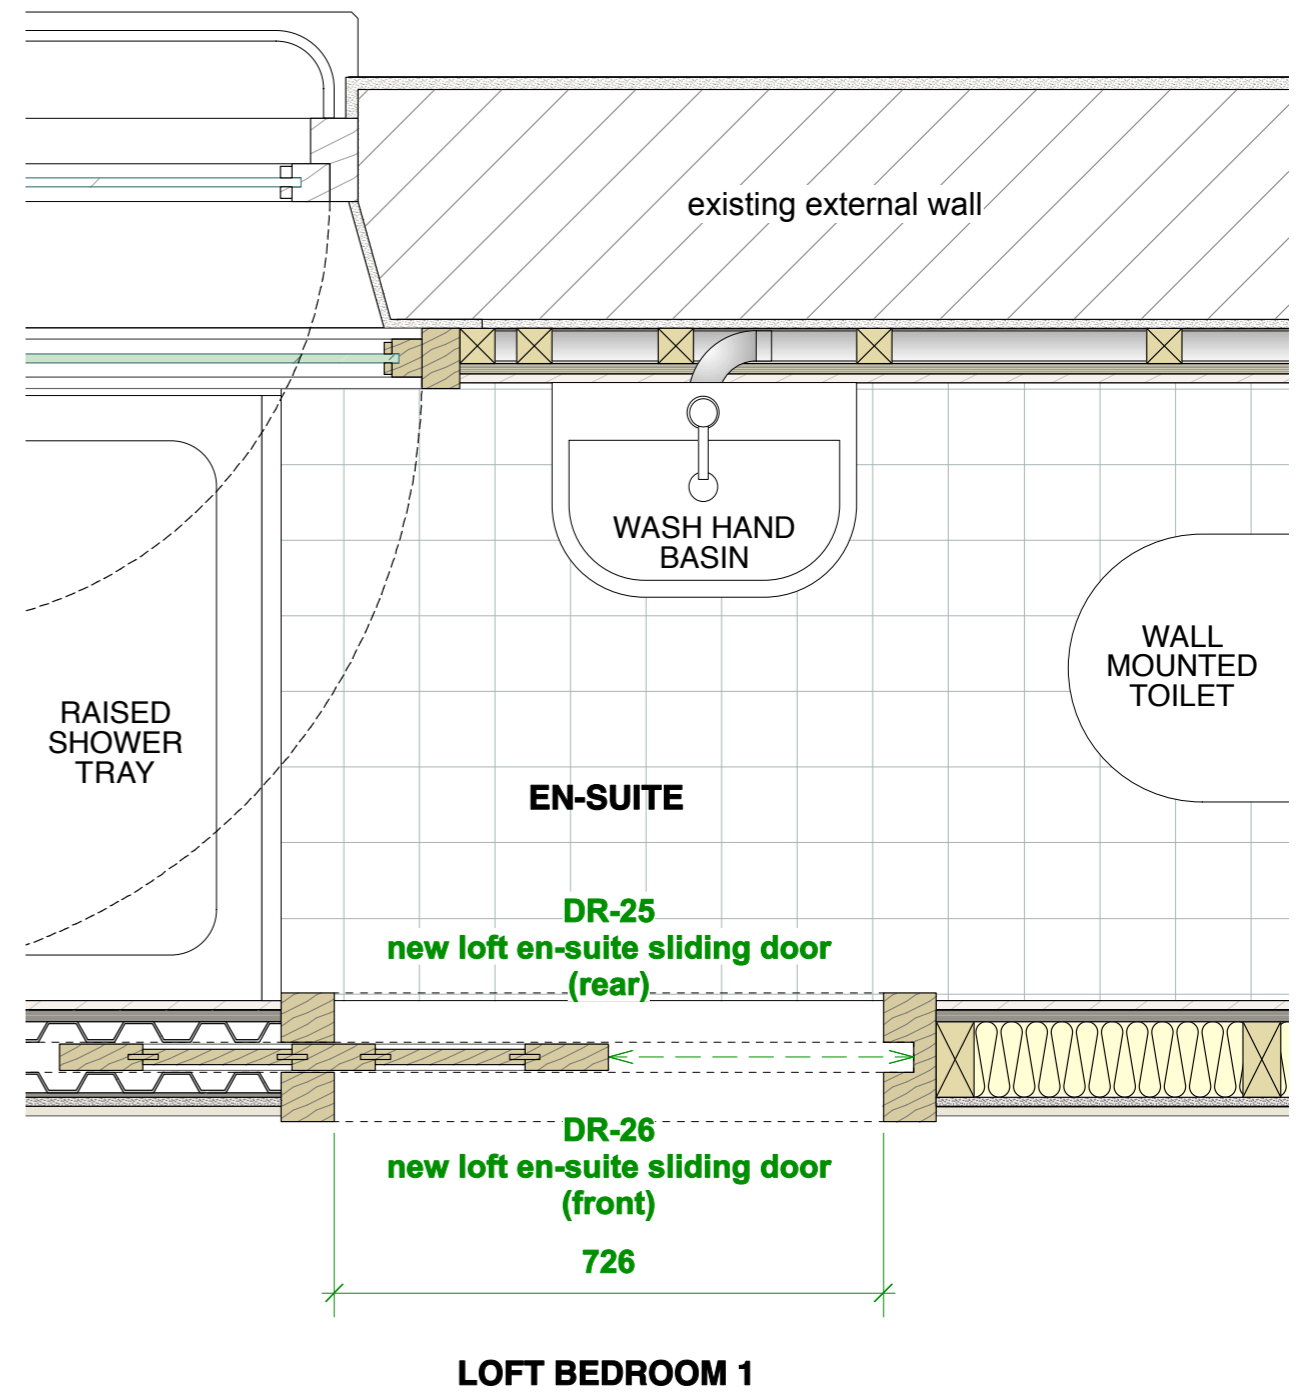 existing external wall
WASH HAND
BASIN
WALL
MOUNTED
TOILET
RAISED
SHOWER
TRAY
EN-SUITE
DR-25
new loft en-suite sliding door
(rear)
DR-26
new loft en-suite sliding door
(front)
726
LOFT BEDROOM 1